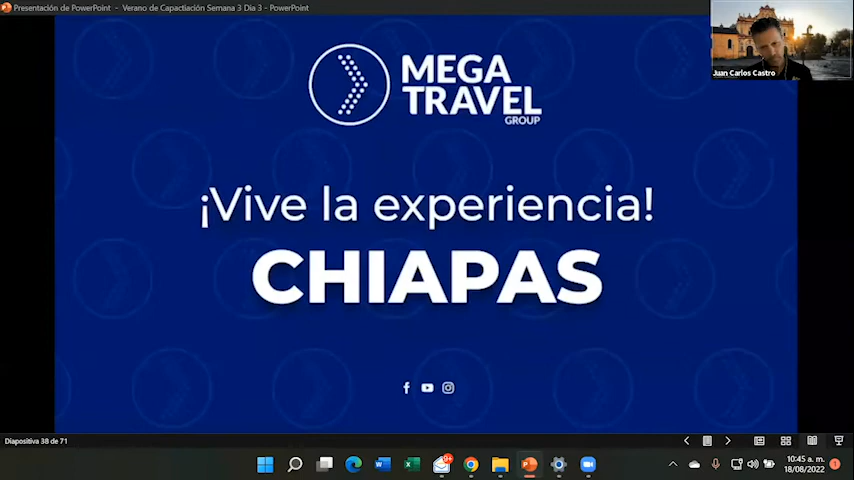 Presentación de PowerPoint - Verano de Capactiación Semana 3 Dia 3 - PowerPoint
Juan Carlos Castro
MEGA
TRAVEL
GROUP
¡Vive la experiencia!
CHIAPAS
Diapositiva 38 de 71
10:45 a. m.
18/08/2022